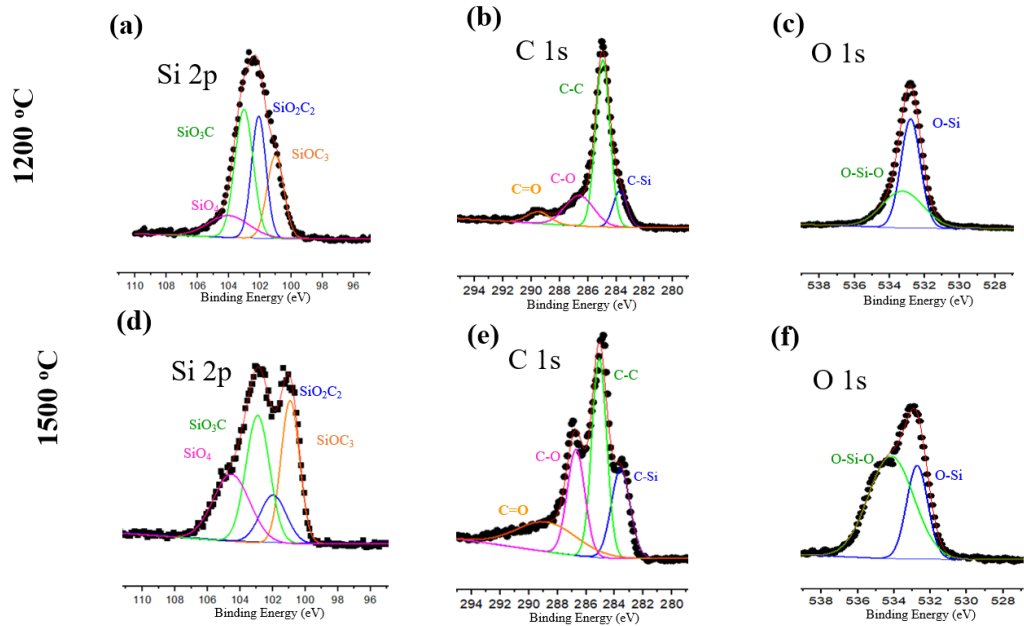 1200 °C
(a)
Si 2p
SiO₂C₂
SiO₃C
SiOC₃
SiO₄
110 108 106 104 102 100 98 96
Binding Energy (eV)
(b)
C 1s
C-C
C-O
C-Si
C=O
294 292 290 288 286 284 282 280
Binding Energy (eV)
(c)
O 1s
O-Si
O-Si-O
538 536 534 532 530 528
Binding Energy (eV)
1500 °C
(d)
Si 2p
SiO₂C₂
SiO₃C
SiOC₃
SiO₄
110 108 106 104 102 100 98 96
Binding Energy (eV)
(e)
C 1s
C-C
C-O
C-Si
C=O
294 292 290 288 286 284 282 280
Binding Energy (eV)
(f)
O 1s
O-Si-O
O-Si
538 536 534 532 530 528
Binding Energy (eV)